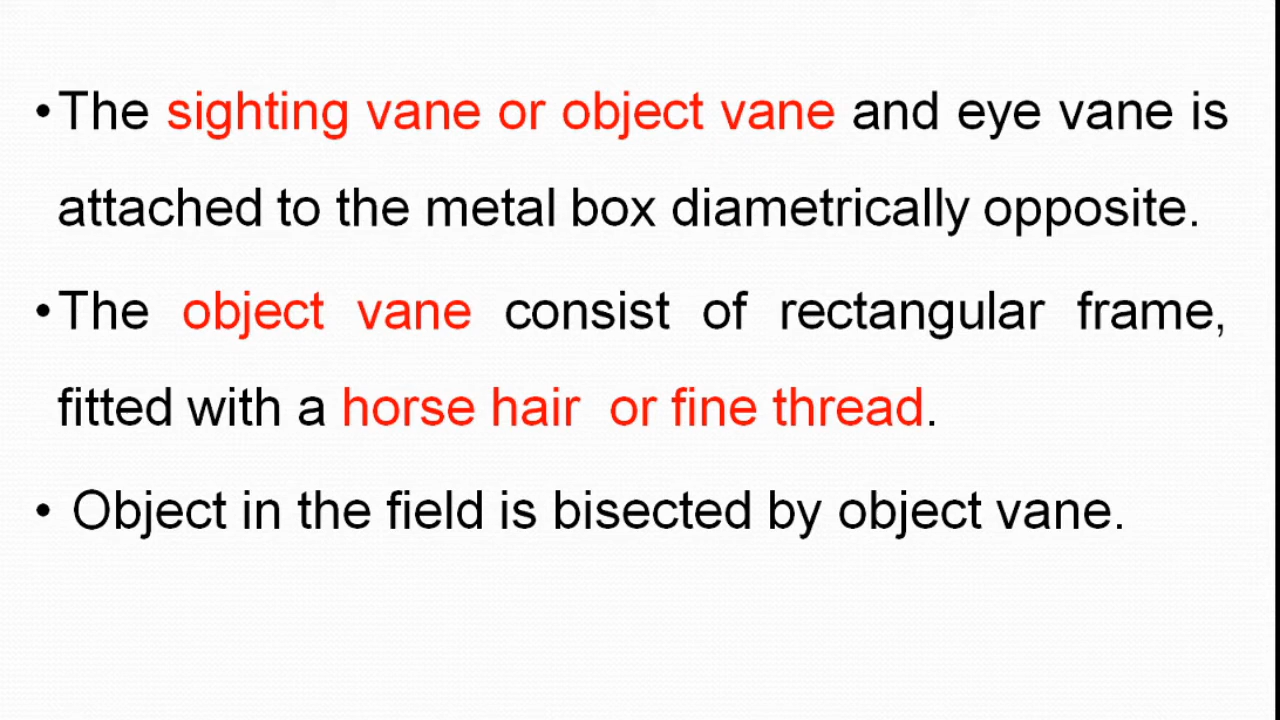 •The sighting vane or object vane and eye vane is
attached to the metal box diametrically opposite.
•The object vane consist of rectangular frame,
fitted with a horse hair  or fine thread.
• Object in the field is bisected by object vane.